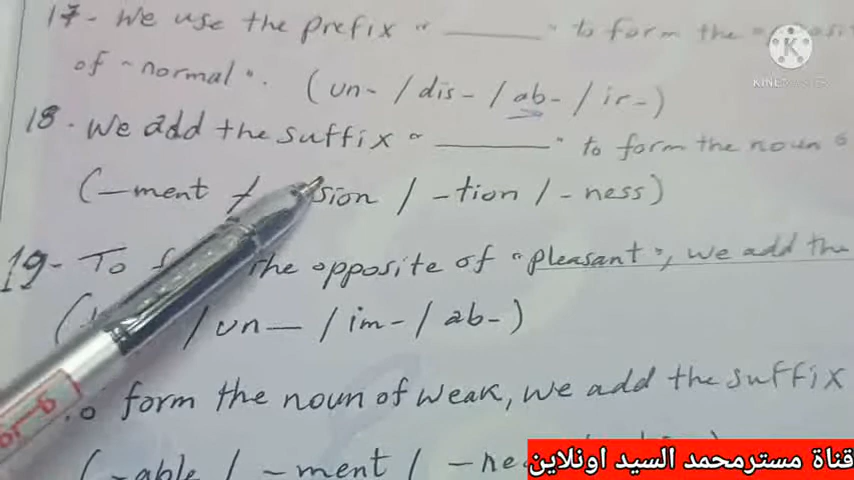 17- We use the prefix "______" to form the
of "normal". (un- / dis- / ab- / ir-)
KINEMASTER
18. We add the suffix "______" to form the noun
(-ment / -sion / -tion / -ness)
19- To the opposite of "pleasant", we add the
/ un- / im- / ab-)
form the noun of weak, we add the suffix
(-able / -ment /
قناة مسترمحمد السيد اونلاين